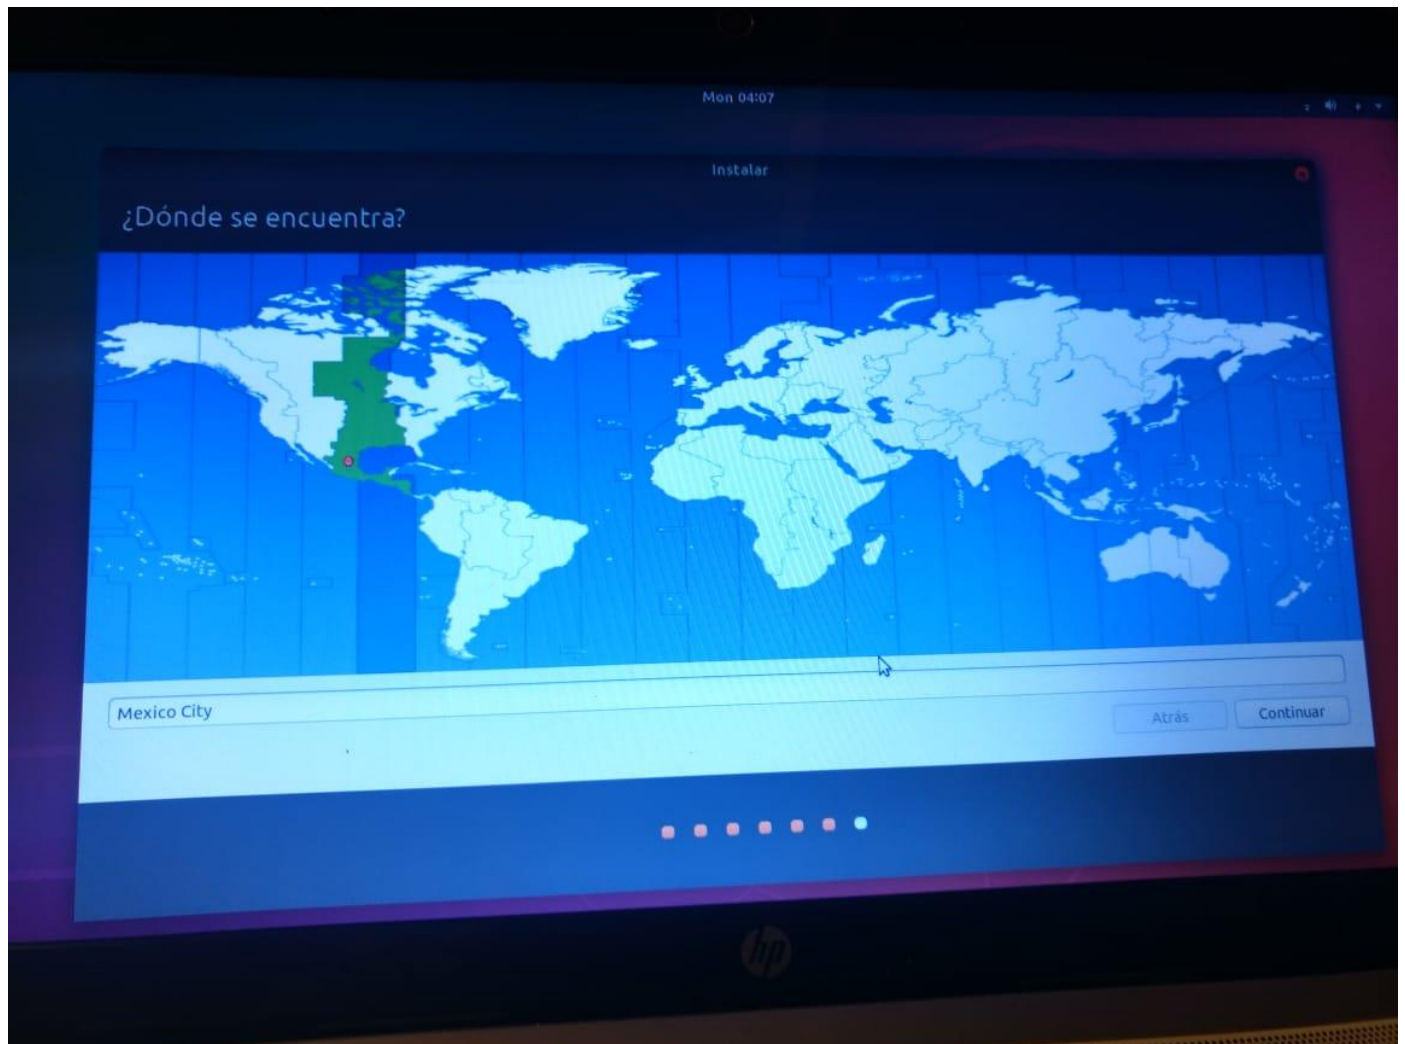 Mon 04:07
Instalar
¿Dónde se encuentra?
Mexico City
Atrás
Continuar
hp